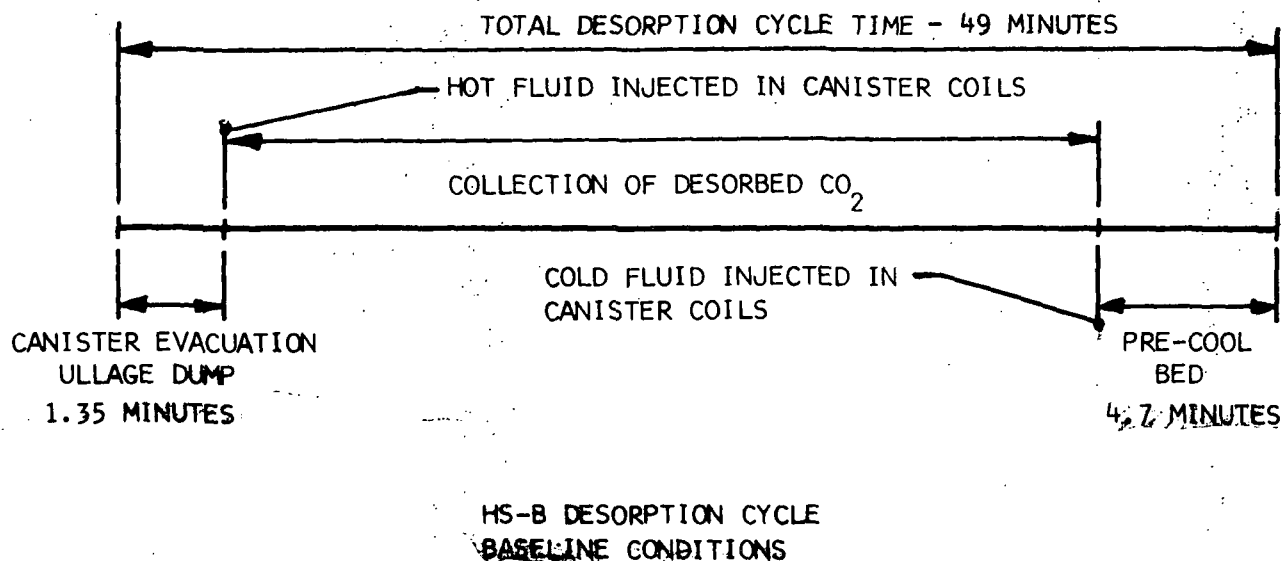 TOTAL DESORPTION CYCLE TIME - 49 MINUTES
HOT FLUID INJECTED IN CANISTER COILS
COLLECTION OF DESORBED CO2
COLD FLUID INJECTED IN
CANISTER COILS
CANISTER EVACUATION
ULLAGE DUMP
1.35 MINUTES
PRE-COOL
BED
4.7 MINUTES
HS-B DESORPTION CYCLE
BASELINE CONDITIONS